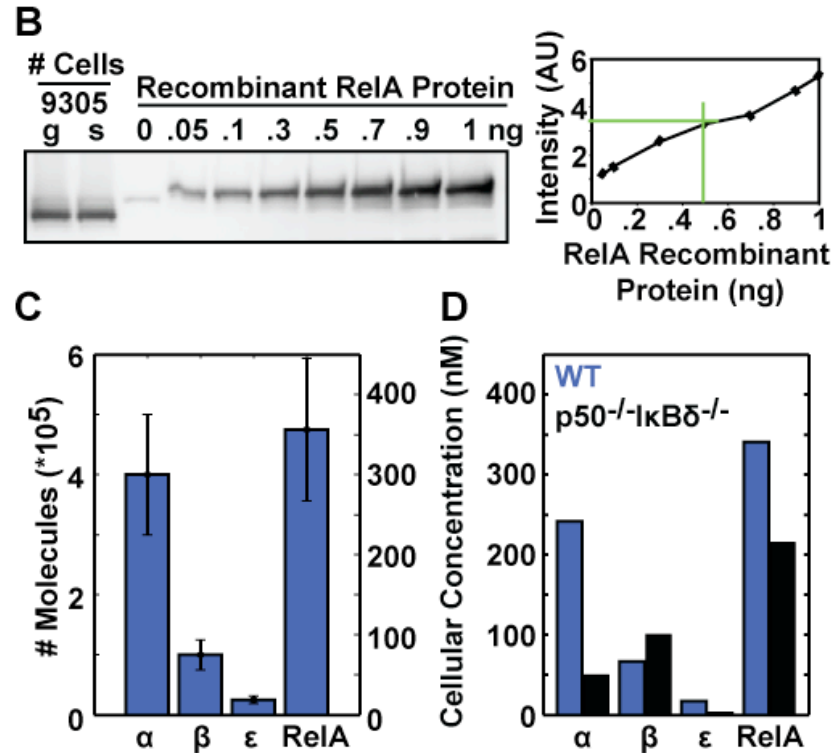 B
# Cells
9305
g s
Recombinant RelA Protein
0 .05 .1 .3 .5 .7 .9 1 ng
Intensity (AU)
6
4
2
0
0 .2 .4 .6 .8 1
RelA Recombinant
Protein (ng)
C
# Molecules (*10⁵)
6
4
2
0
400
300
200
100
0
α β ε RelA
D
Cellular Concentration (nM)
WT
p50-/-IκBδ-/-
400
300
200
100
0
α β ε RelA